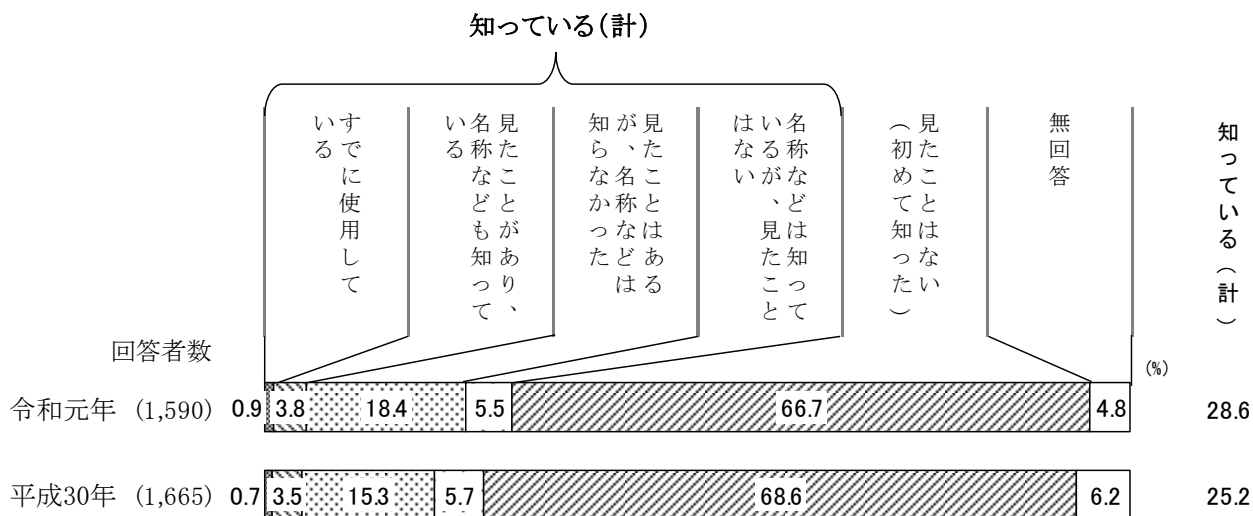 知っている(計)
すでに使用して
いる
見たことがあり、
名称なども知って
いる
見たことはある
が、名称などは
知らなかった
名称などは知って
いるが、見たこと
はない
見たことはない
（初めて知った）
無回答
知っている（計）
回答者数
(%)
令和元年 (1,590) 0.9 3.8 18.4 5.5 66.7 4.8 28.6
平成30年 (1,665) 0.7 3.5 15.3 5.7 68.6 6.2 25.2